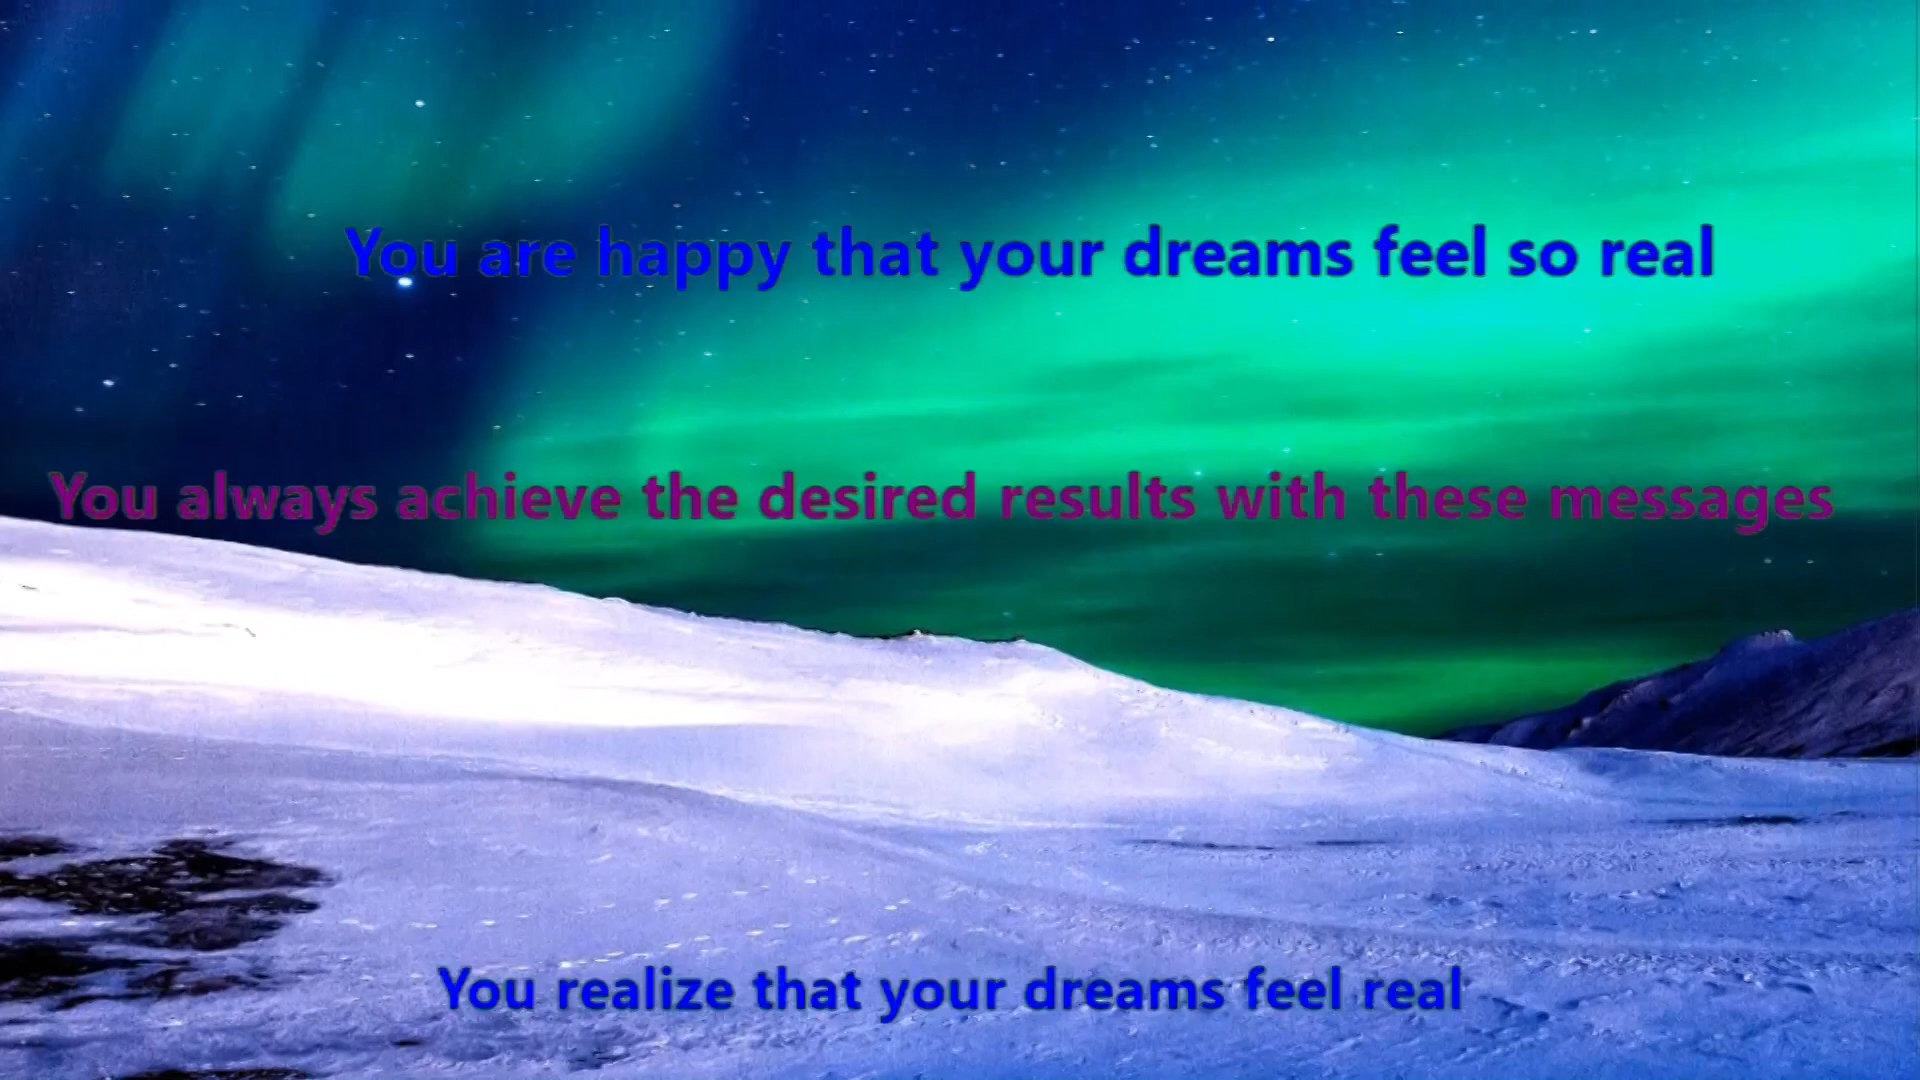 You are happy that your dreams feel so real
You always achieve the desired results with these messages
You realize that your dreams feel real